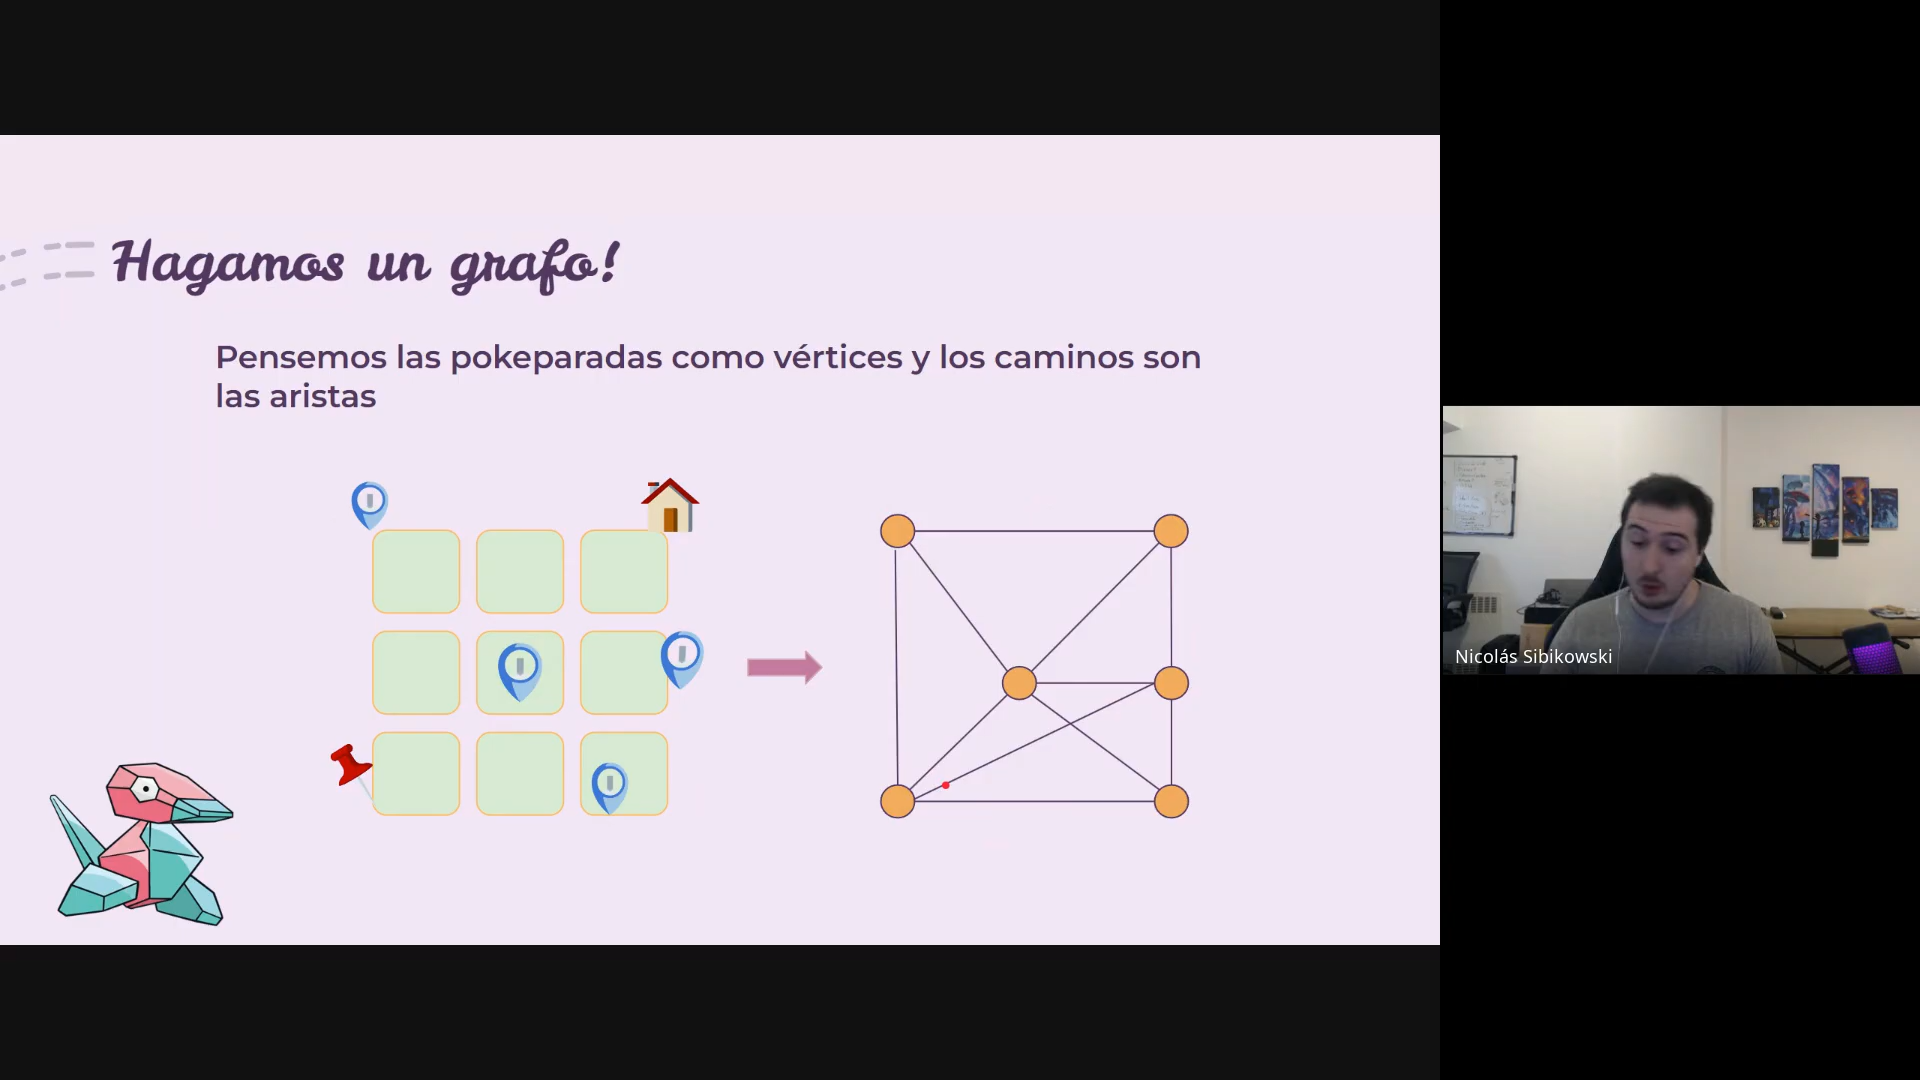 Hagamos un grafo!
Pensemos las pokeparadas como vértices y los caminos son
las aristas
Nicolás Sibikowski